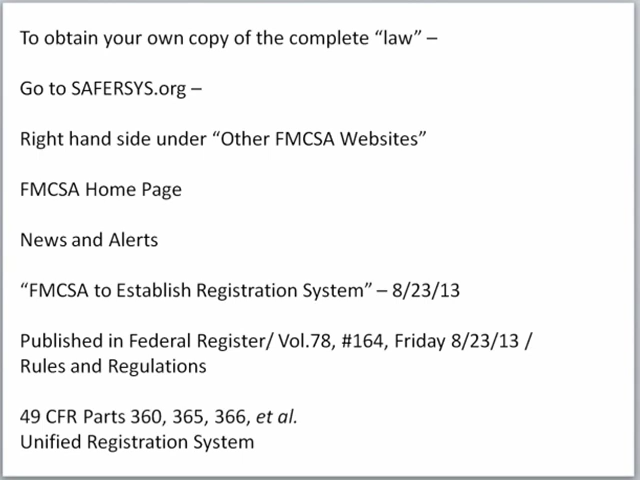 To obtain your own copy of the complete “law” –
Go to SAFERSYS.org –
Right hand side under “Other FMCSA Websites”
FMCSA Home Page
News and Alerts
“FMCSA to Establish Registration System” – 8/23/13
Published in Federal Register/ Vol.78, #164, Friday 8/23/13 /
Rules and Regulations
49 CFR Parts 360, 365, 366, et al.
Unified Registration System